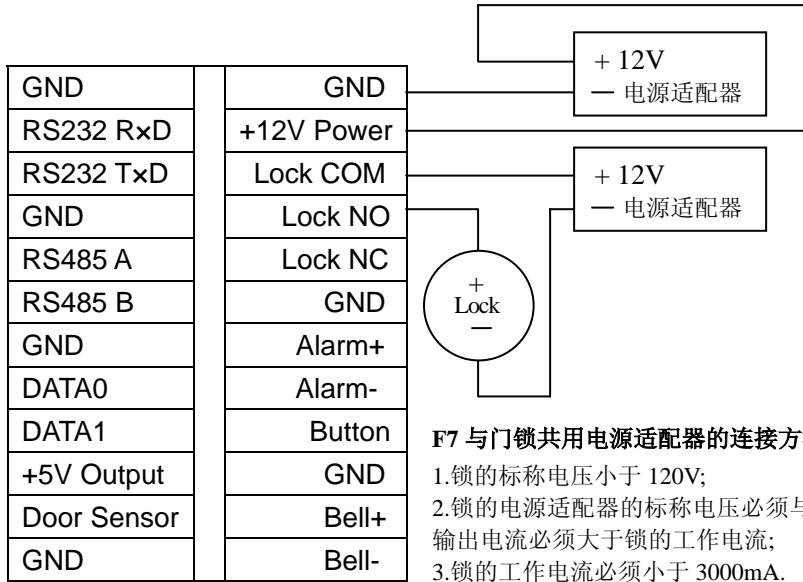 + 12V
— 电源适配器
GND GND
RS232 R×D +12V Power
RS232 T×D Lock COM
GND Lock NO
RS485 A Lock NC
RS485 B GND
GND Alarm+
DATA0 Alarm-
DATA1 Button
+5V Output GND
Door Sensor Bell+
GND Bell-
+ 12V
— 电源适配器
+
Lock
—
F7 与门锁共用电源适配器的连接方
1.锁的标称电压小于 120V;
2.锁的电源适配器的标称电压必须与
输出电流必须大于锁的工作电流;
3.锁的工作电流必须小于 3000mA.